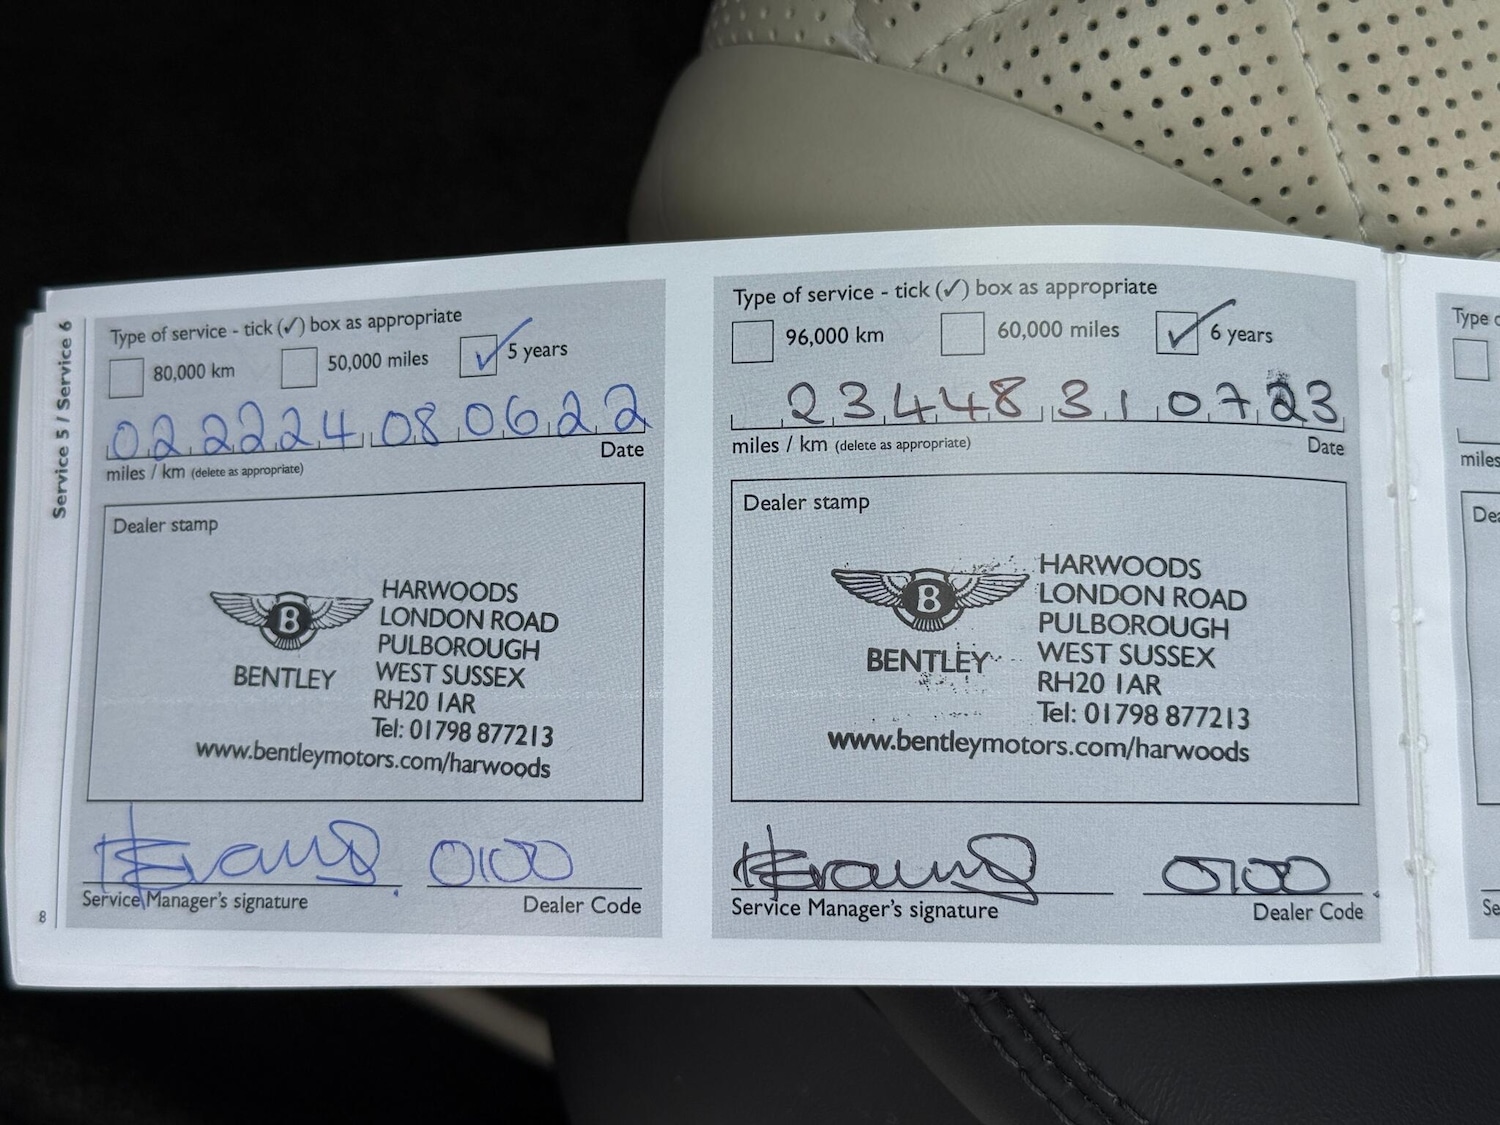 Service 5 / Service 6
Type of service - tick (✓) box as appropriate
80,000 km
50,000 miles
✓ 5 years
022224 08 06 22
miles / km (delete as appropriate)
Date
Dealer stamp
B
BENTLEY
HARWOODS
LONDON ROAD
PULBOROUGH
WEST SUSSEX
RH20 1AR
Tel: 01798 877213
www.bentleymotors.com/harwoods
0100
Service Manager's signature
Dealer Code
8
Type of service - tick (✓) box as appropriate
96,000 km
60,000 miles
✓ 6 years
23448 31 07 23
miles / km (delete as appropriate)
Date
Dealer stamp
B
BENTLEY
HARWOODS
LONDON ROAD
PULBOROUGH
WEST SUSSEX
RH20 1AR
Tel: 01798 877213
www.bentleymotors.com/harwoods
0100
Service Manager's signature
Dealer Code
Type
miles